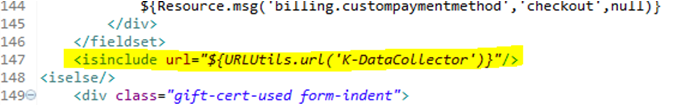 144 ${Resource.msg('billing.custompaymentmethod','checkout',null)}
145 </div>
146 </fieldset>
147 <isinclude url="${URLUtils.url('K-DataCollector')}"/>
148 <iselse/>
149 <div class="gift-cert-used form-indent">